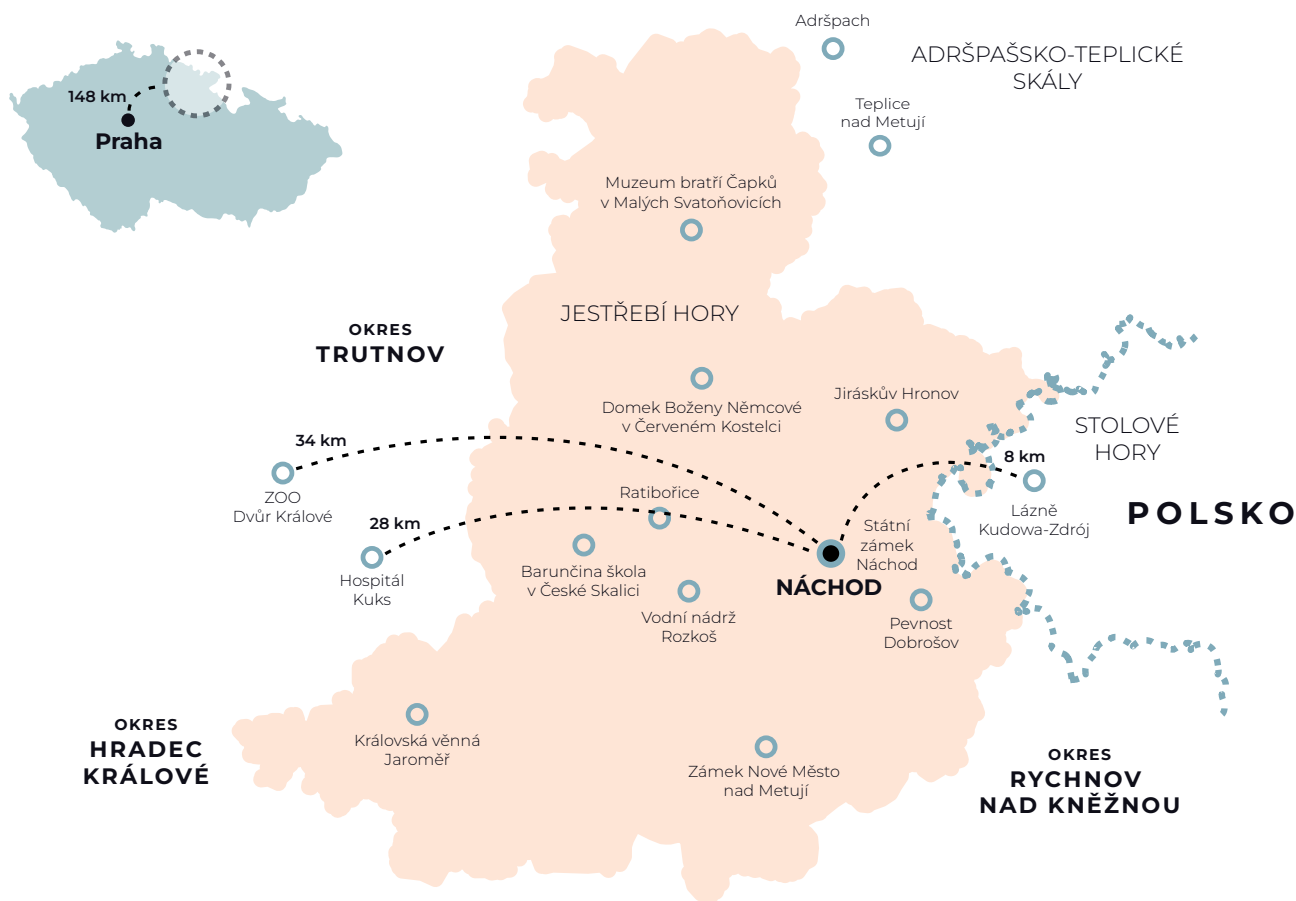 Adršpach
ADRŠPAŠSKO-TEPLICKÉ
SKÁLY
148 km
Praha
Teplice
nad Metují
Muzeum bratří Čapků
v Malých Svatoňovicích
JESTŘEBÍ HORY
OKRES
TRUTNOV
Domek Boženy Němcové
v Červeném Kostelci
Jiráskův Hronov
STOLOVÉ
HORY
34 km
8 km
ZOO
Dvůr Králové
Ratibořice
Lázně
Kudowa-Zdrój
POLSKO
28 km
Státní
zámek
Náchod
Hospitál
Kuks
Barunčina škola
v České Skalici
NÁCHOD
Vodní nádrž
Rozkoš
Pevnost
Dobrošov
OKRES
HRADEC
KRÁLOVÉ
Královská věnná
Jaroměř
Zámek Nové Město
nad Metují
OKRES
RYCHNOV
NAD KNĚŽNOU